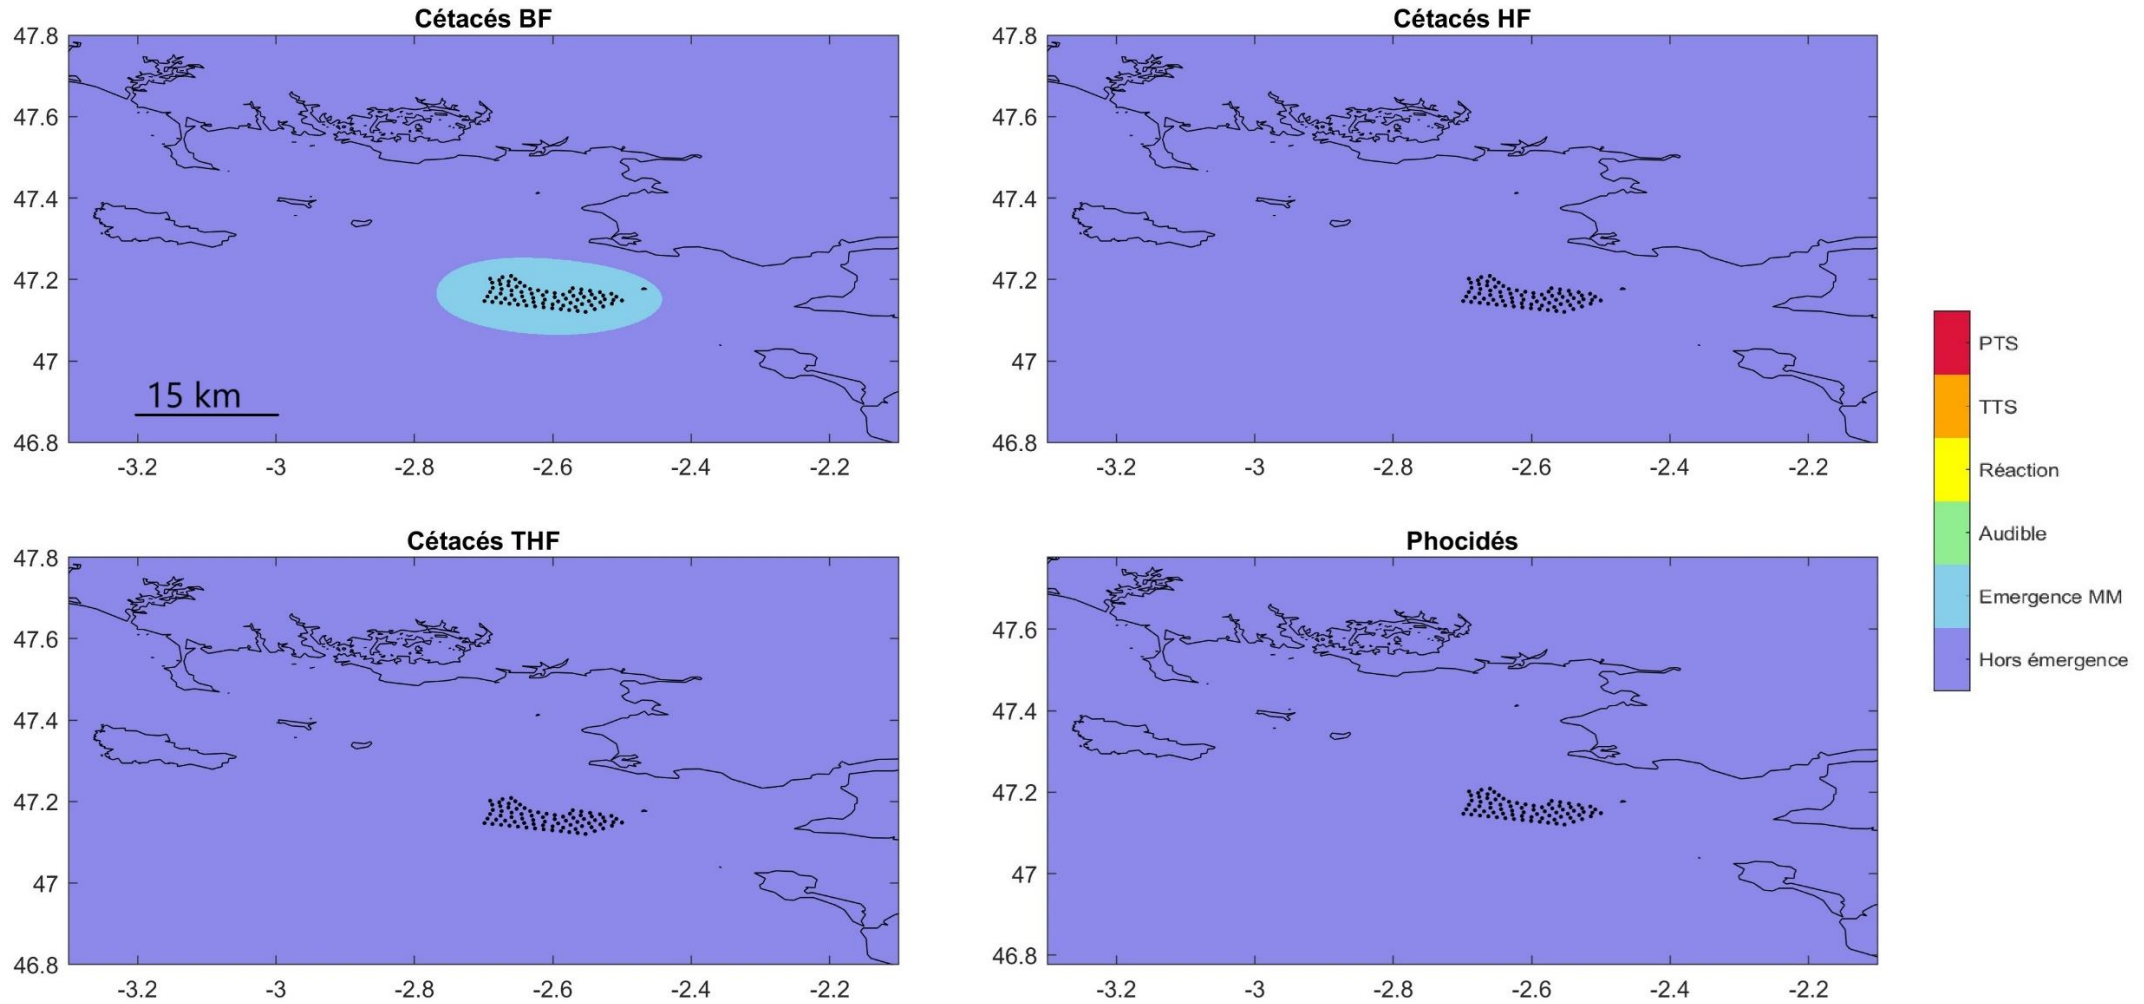 Cétacés BF
47.8
47.6
47.4
47.2
47
46.8
15 km
-3.2 -3 -2.8 -2.6 -2.4 -2.2
Cétacés HF
47.8
47.6
47.4
47.2
47
46.8
-3.2 -3 -2.8 -2.6 -2.4 -2.2
Cétacés THF
47.8
47.6
47.4
47.2
47
46.8
-3.2 -3 -2.8 -2.6 -2.4 -2.2
Phocidés
47.6
47.4
47.2
47
46.8
-3.2 -3 -2.8 -2.6 -2.4 -2.2
PTS
TTS
Réaction
Audible
Emergence MM
Hors émergence